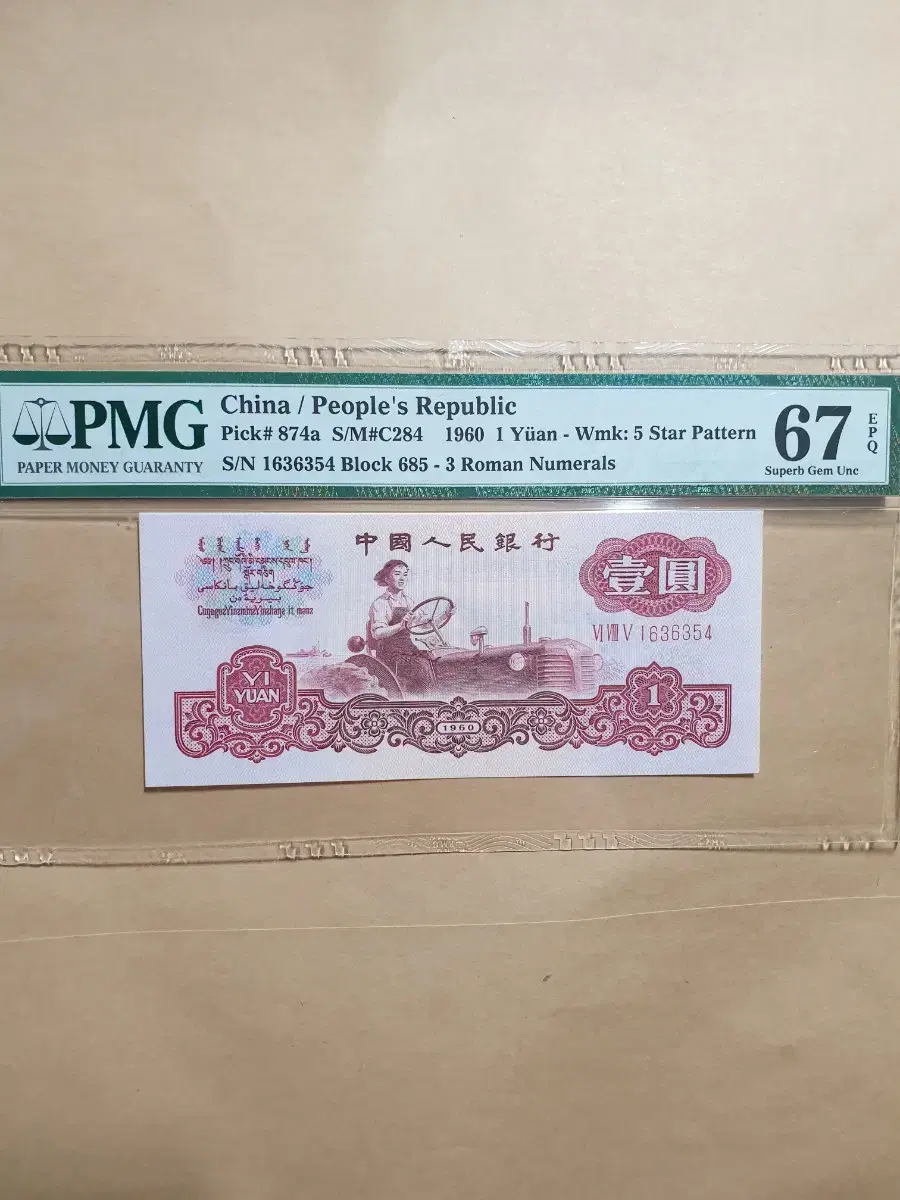 PMG
PAPER MONEY GUARANTY
China / People's Republic
Pick# 874a S/M#C284 1960 1 Yüan - Wmk: 5 Star Pattern
S/N 1636354 Block 685 - 3 Roman Numerals
67
EPQ
Superb Gem Unc
中國人民銀行
壹圓
VI VIII V 1636354
YI
YUAN
1960
1